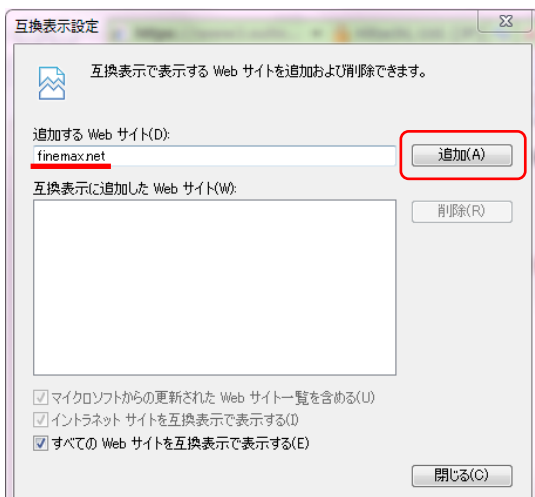 互換表示設定
互換表示で表示する Web サイトを追加および削除できます。
追加する Web サイト(D):
finemax.net
追加(A)
互換表示に追加した Web サイト(W):
削除(R)
マイクロソフトからの更新された Web サイト一覧を含める(U)
イントラネット サイトを互換表示で表示する(I)
すべての Web サイトを互換表示で表示する(E)
閉じる(C)